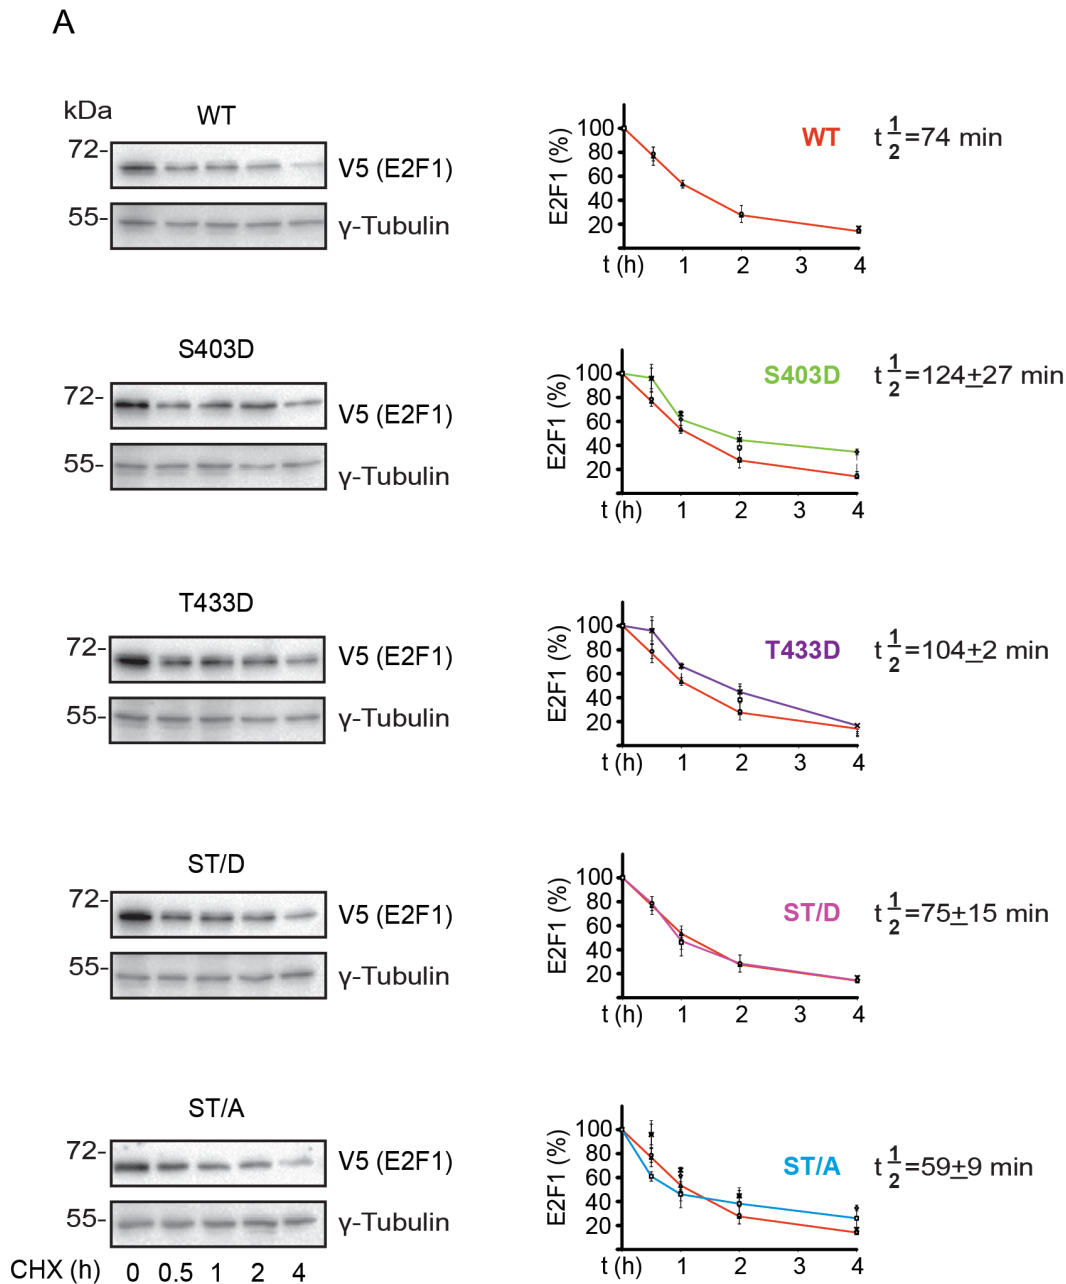 A
kDa
WT
72-
V5 (E2F1)
55-
γ-Tubulin
E2F1 (%)
100
80
60
40
20
t (h) 1 2 3 4
WT t 1/2=74 min
S403D
72-
V5 (E2F1)
55-
γ-Tubulin
E2F1 (%)
100
80
60
40
20
t (h) 1 2 3 4
S403D t 1/2=124±27 min
T433D
72-
V5 (E2F1)
55-
γ-Tubulin
E2F1 (%)
100
80
60
40
20
t (h) 1 2 3 4
T433D t 1/2=104±2 min
ST/D
72-
V5 (E2F1)
55-
γ-Tubulin
E2F1 (%)
100
80
60
40
20
t (h) 1 2 3 4
ST/D t 1/2=75±15 min
ST/A
72-
V5 (E2F1)
55-
γ-Tubulin
CHX (h) 0 0.5 1 2 4
E2F1 (%)
100
80
60
40
20
t (h) 1 2 3 4
ST/A t 1/2=59±9 min